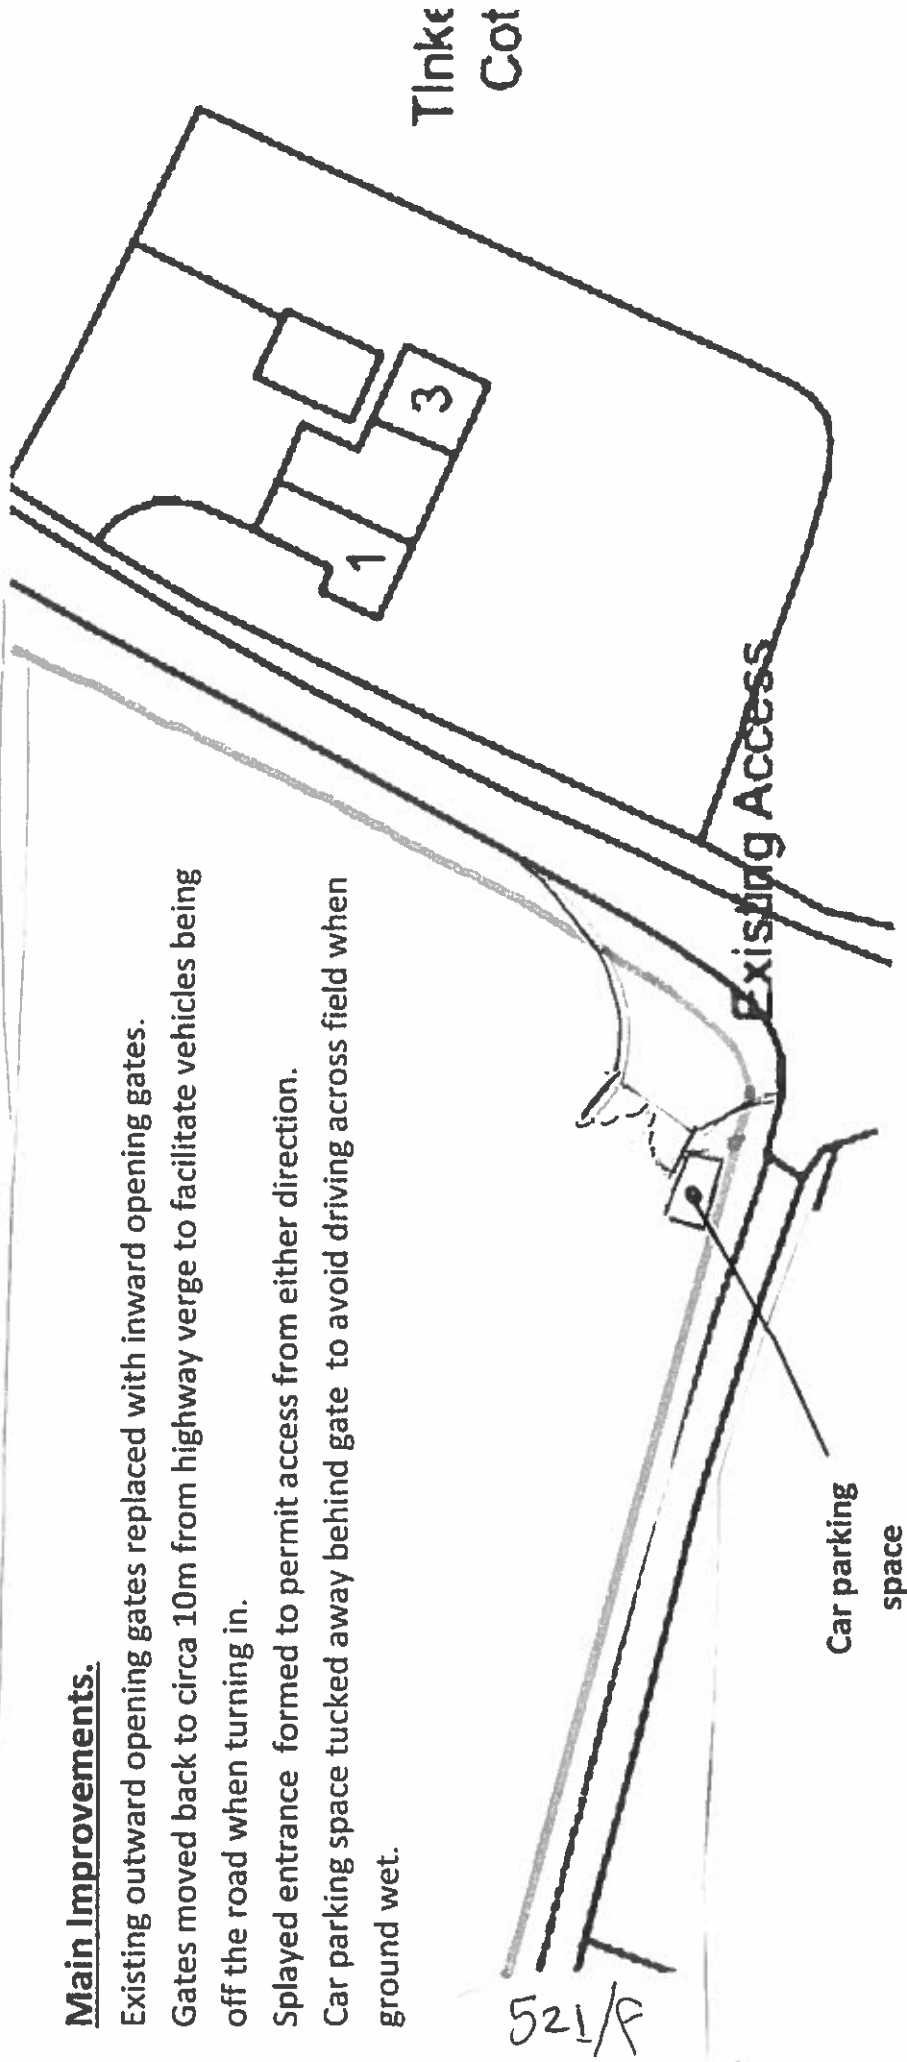 Main Improvements.
Existing outward opening gates replaced with inward opening gates.
Gates moved back to circa 10m from highway verge to facilitate vehicles being
off the road when turning in.
Splayed entrance formed to permit access from either direction.
Car parking space tucked away behind gate to avoid driving across field when
ground wet.
Tinke
Cot
1
3
Existing Access
Car parking
space